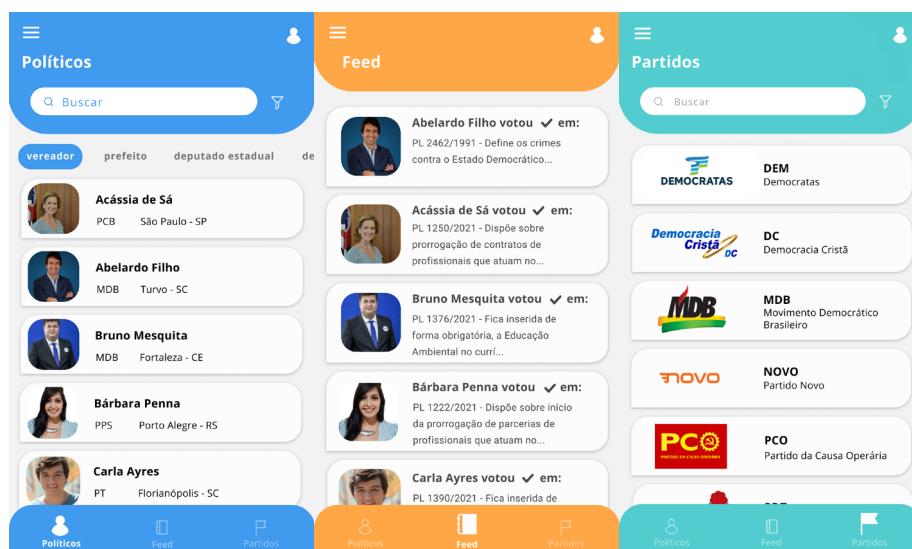 Políticos
Buscar
vereador prefeito deputado estadual de
Acássia de Sá
PCB São Paulo - SP
Abelardo Filho
MDB Turvo - SC
Bruno Mesquita
MDB Fortaleza - CE
Bárbara Penna
PPS Porto Alegre - RS
Carla Ayres
PT Florianópolis - SC
Políticos Feed Partidos
Feed
Abelardo Filho votou ✓ em:
PL 2462/1991 - Define os crimes
contra o Estado Democrático...
Acássia de Sá votou ✓ em:
PL 1250/2021 - Dispõe sobre
prorrogação de contratos de
profissionais que atuam no...
Bruno Mesquita votou ✓ em:
PL 1376/2021 - Fica inserida de
forma obrigatória, a Educação
Ambiental no currí...
Bárbara Penna votou ✓ em:
PL 1222/2021 - Dispõe sobre início
da prorrogação de parcerias de
profissionais que atuam no...
Carla Ayres votou ✓ em:
PL 1390/2021 - Fica inserida de
Políticos Feed Partidos
Partidos
Buscar
DEMOCRATAS
DEM
Democratas
Democracia
Cristã
DC
DC
Democracia Cristã
MDB
MDB
Movimento Democrático
Brasileiro
NOVO
NOVO
Partido Novo
PCO
PARTIDO DA CAUSA OPERÁRIA
PCO
Partido da Causa Operária
Políticos Feed Partidos